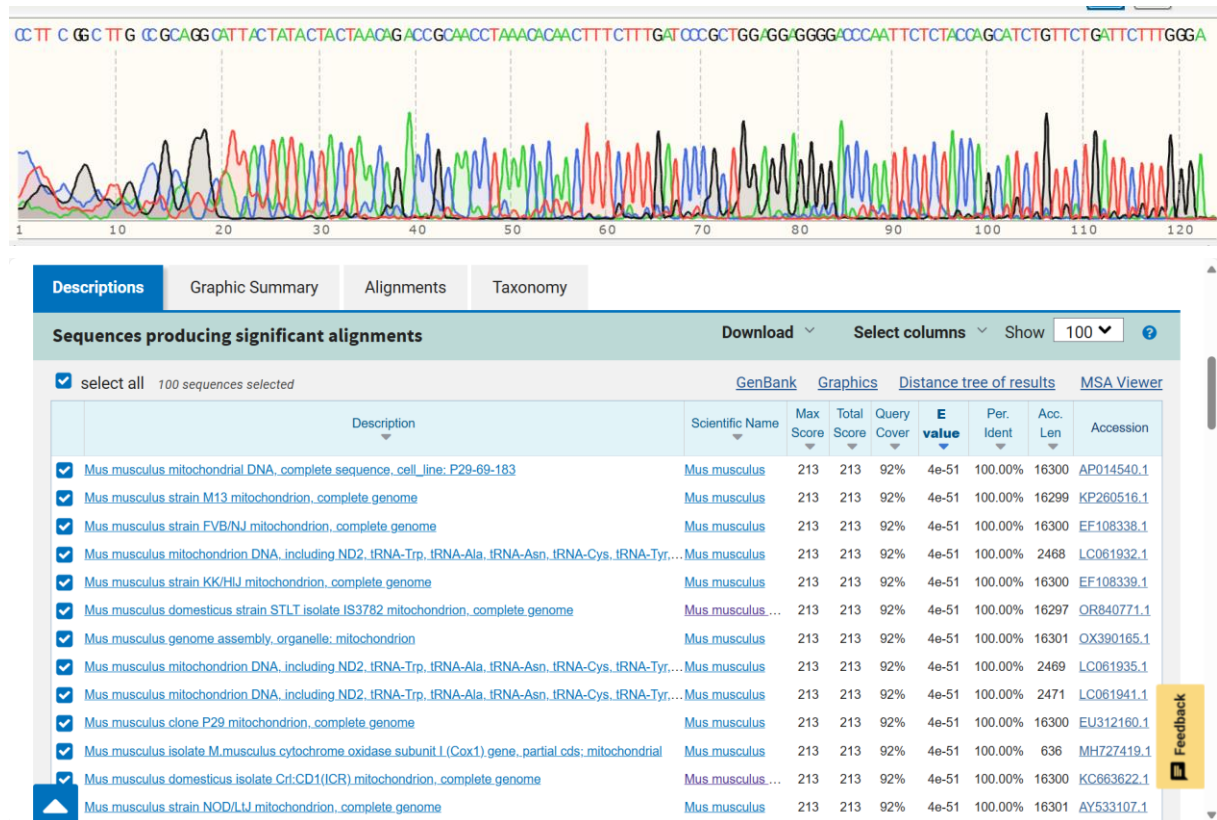 CC TT C GG C TT G CC GCAGG CATTACTATACTACTAACAGACCGCAACCTAAACACAACTTTCTTTGATCCCGCTGGAGGAGGGGACCCAATTCTCTACCAGCATCTGTTCTGATTCTTTGGGA
1 10 20 30 40 50 60 70 80 90 100 110 120
Descriptions Graphic Summary Alignments Taxonomy
Sequences producing significant alignments Download Select columns Show 100 ?
select all 100 sequences selected GenBank Graphics Distance tree of results MSA Viewer
Description Scientific Name Max Score Total Score Query Cover E value Per. Ident Acc. Len Accession
Mus musculus mitochondrial DNA, complete sequence, cell_line: P29-69-183 Mus musculus 213 213 92% 4e-51 100.00% 16300 AP014540.1
Mus musculus strain M13 mitochondrion, complete genome Mus musculus 213 213 92% 4e-51 100.00% 16299 KP260516.1
Mus musculus strain FVB/NJ mitochondrion, complete genome Mus musculus 213 213 92% 4e-51 100.00% 16300 EF108338.1
Mus musculus mitochondrion DNA, including ND2, tRNA-Trp, tRNA-Ala, tRNA-Asn, tRNA-Cys, tRNA-Tyr,... Mus musculus 213 213 92% 4e-51 100.00% 2468 LC061932.1
Mus musculus strain KK/HlJ mitochondrion, complete genome Mus musculus 213 213 92% 4e-51 100.00% 16300 EF108339.1
Mus musculus domesticus strain STLT isolate IS3782 mitochondrion, complete genome Mus musculus ... 213 213 92% 4e-51 100.00% 16297 OR840771.1
Mus musculus genome assembly, organelle: mitochondrion Mus musculus 213 213 92% 4e-51 100.00% 16301 OX390165.1
Mus musculus mitochondrion DNA, including ND2, tRNA-Trp, tRNA-Ala, tRNA-Asn, tRNA-Cys, tRNA-Tyr,... Mus musculus 213 213 92% 4e-51 100.00% 2469 LC061935.1
Mus musculus mitochondrion DNA, including ND2, tRNA-Trp, tRNA-Ala, tRNA-Asn, tRNA-Cys, tRNA-Tyr,... Mus musculus 213 213 92% 4e-51 100.00% 2471 LC061941.1
Mus musculus clone P29 mitochondrion, complete genome Mus musculus 213 213 92% 4e-51 100.00% 16300 EU312160.1
Mus musculus isolate M.musculus cytochrome oxidase subunit I (Cox1) gene, partial cds; mitochondrial Mus musculus 213 213 92% 4e-51 100.00% 636 MH727419.1
Mus musculus domesticus isolate Crl:CD1(ICR) mitochondrion, complete genome Mus musculus ... 213 213 92% 4e-51 100.00% 16300 KC663622.1
Mus musculus strain NOD/LtJ mitochondrion, complete genome Mus musculus 213 213 92% 4e-51 100.00% 16301 AY533107.1
Feedback